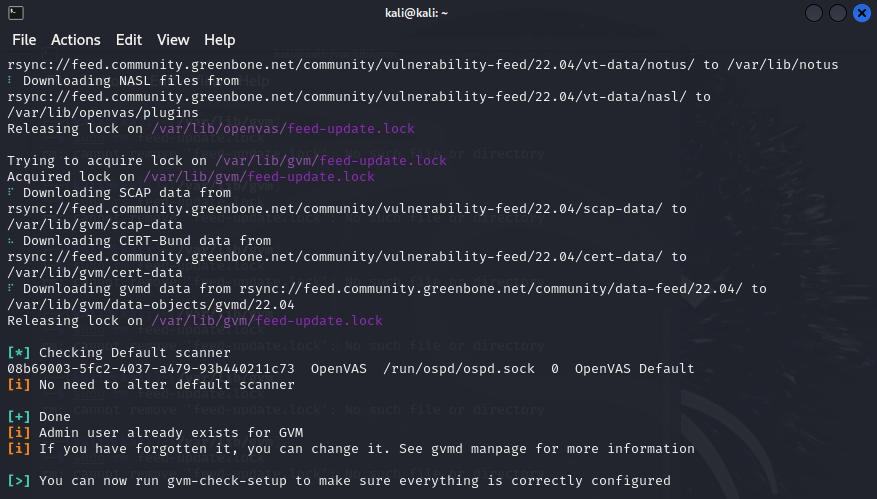 kali@kali: ~
File Actions Edit View Help
rsync://feed.community.greenbone.net/community/vulnerability-feed/22.04/vt-data/notus/ to /var/lib/notus
⠇ Downloading NASL files from
rsync://feed.community.greenbone.net/community/vulnerability-feed/22.04/vt-data/nasl/ to
/var/lib/openvas/plugins
Releasing lock on /var/lib/openvas/feed-update.lock
Trying to acquire lock on /var/lib/gvm/feed-update.lock
Acquired lock on /var/lib/gvm/feed-update.lock
⠏ Downloading SCAP data from
rsync://feed.community.greenbone.net/community/vulnerability-feed/22.04/scap-data/ to
/var/lib/gvm/scap-data
⠦ Downloading CERT-Bund data from
rsync://feed.community.greenbone.net/community/vulnerability-feed/22.04/cert-data/ to
/var/lib/gvm/cert-data
⠏ Downloading gvmd data from rsync://feed.community.greenbone.net/community/data-feed/22.04/ to
/var/lib/gvm/data-objects/gvmd/22.04
Releasing lock on /var/lib/gvm/feed-update.lock
[*] Checking Default scanner
08b69003-5fc2-4037-a479-93b440211c73  OpenVAS  /run/ospd/ospd.sock  0  OpenVAS Default
[i] No need to alter default scanner
[+] Done
[i] Admin user already exists for GVM
[i] If you have forgotten it, you can change it. See gvmd manpage for more information
[>] You can now run gvm-check-setup to make sure everything is correctly configured